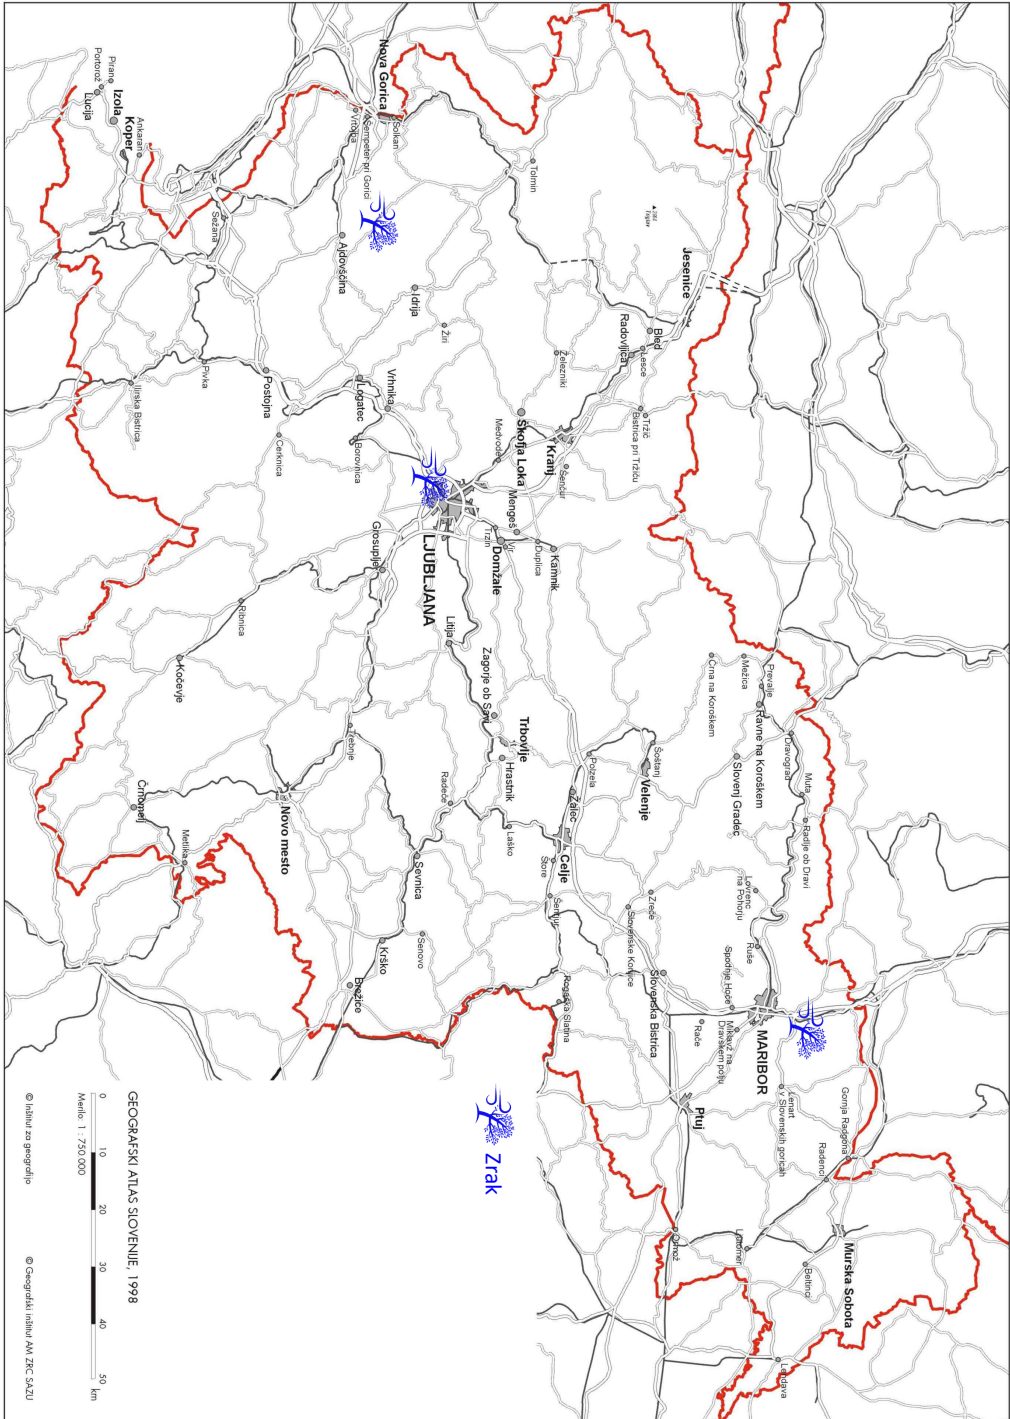 Jesenice
▲2864
Triglav
Bled
Lesce
Radovljica
Tržič
Bistrica pri Tržiču
Kranj
Šenčur
Železniki
Škofja Loka
Medvode
Mengeš
Trzin
Vir
Domžale
Duplica
Kamnik
LJUBLJANA
Tolmin
Nova Gorica
Solkan
Šempeter pri Gorici
Vrtojba
Ajdovščina
Idrija
Žiri
Vrhnika
Logatec
Borovnica
Postojna
Cerknica
Pivka
Ilirska Bistrica
Sežana
Ankaran
Koper
Izola
Lucija
Portorož
Piran
Grosuplje
Ribnica
Kočevje
Litija
Zagorje ob Savi
Trbovlje
Hrastnik
Radeče
Trebnje
Novo mesto
Črnomelj
Metlika
Sevnica
Senovo
Krško
Brežice
Laško
Celje
Štore
Šentjur
Rogaška Slatina
Žalec
Polzela
Velenje
Šoštanj
Črna na Koroškem
Mežica
Prevalje
Ravne na Koroškem
Dravograd
Slovenj Gradec
Muta
Radlje ob Dravi
Lovrenc
na Pohorju
Ruše
Zreče
Slovenske Konjice
Slovenska Bistrica
Spodnje Hoče
Rače
Miklavž na
Dravskem polju
MARIBOR
Ptuj
Lenart
v Slovenskih goricah
Gornja Radgona
Radenci
Murska Sobota
Beltinci
Ljutomer
Ormož
Lendava
Zrak
GEOGRAFSKI ATLAS SLOVENIJE, 1998
0 10 20 30 40 50 km
Merilo 1 : 750.000
© Inštitut za geografijo © Geografski inštitut AM ZRC SAZU